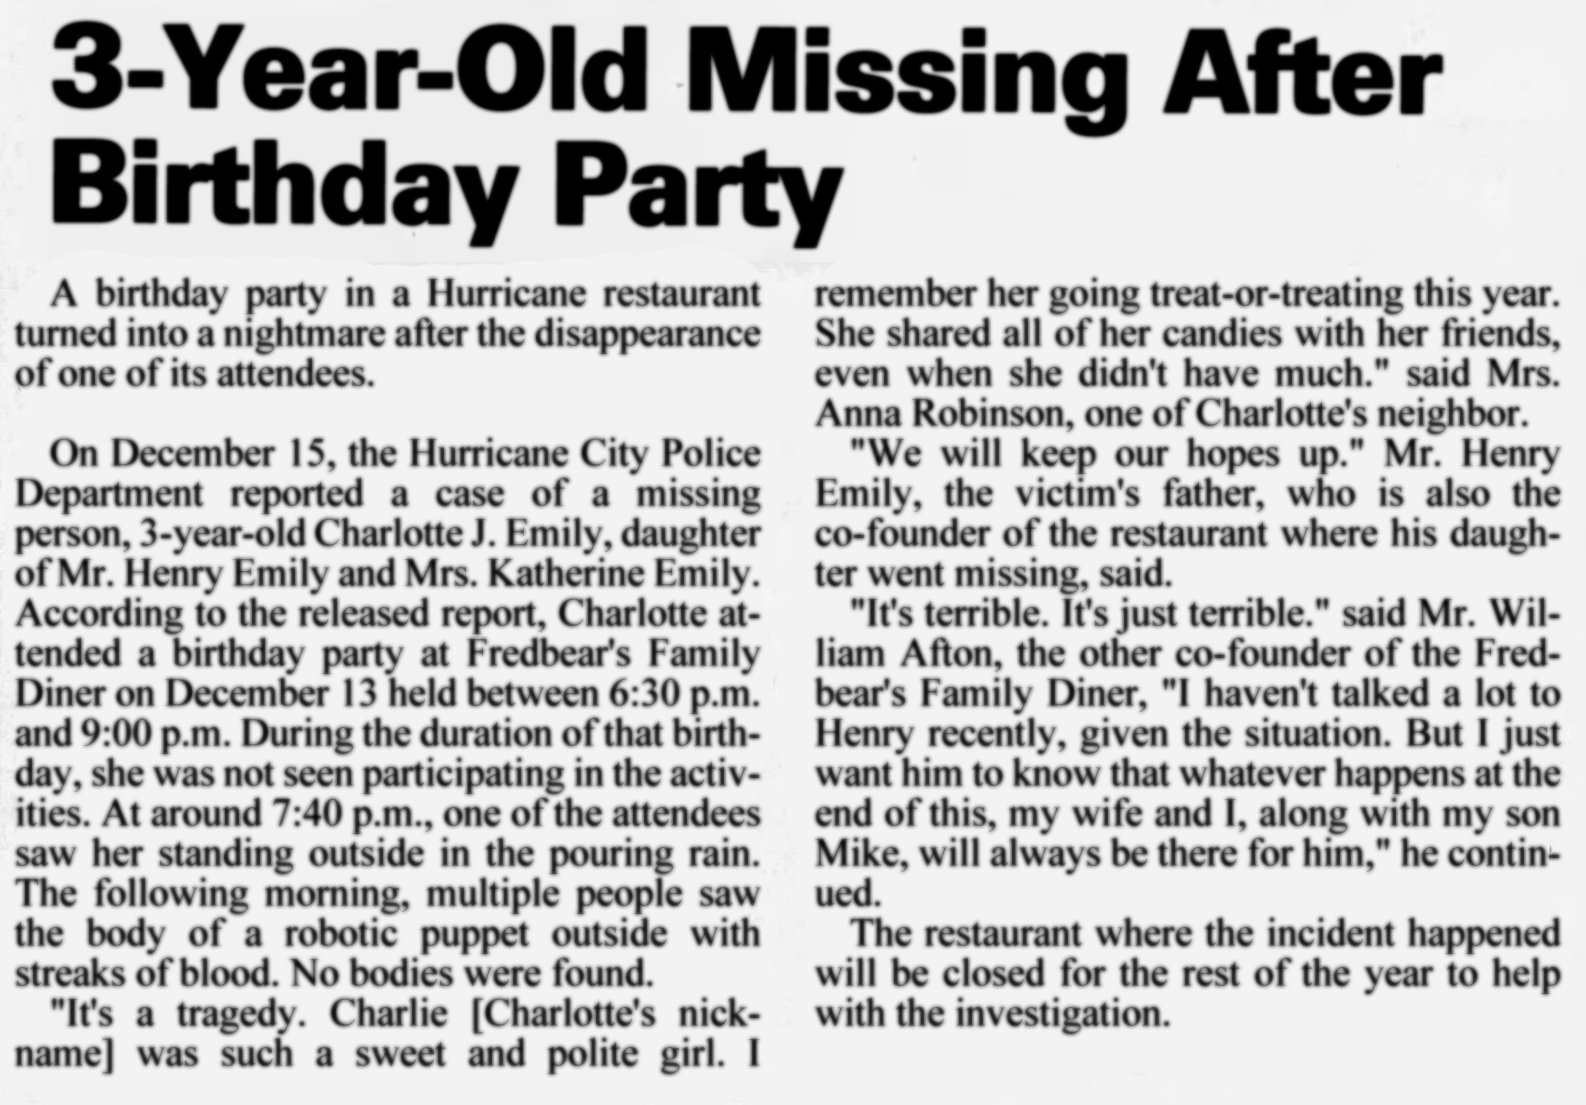 3-Year-Old Missing After
Birthday Party
A birthday party in a Hurricane restaurant
turned into a nightmare after the disappearance
of one of its attendees.
On December 15, the Hurricane City Police
Department reported a case of a missing
person, 3-year-old Charlotte J. Emily, daughter
of Mr. Henry Emily and Mrs. Katherine Emily.
According to the released report, Charlotte at-
tended a birthday party at Fredbear's Family
Diner on December 13 held between 6:30 p.m.
and 9:00 p.m. During the duration of that birth-
day, she was not seen participating in the activ-
ities. At around 7:40 p.m., one of the attendees
saw her standing outside in the pouring rain.
The following morning, multiple people saw
the body of a robotic puppet outside with
streaks of blood. No bodies were found.
"It's a tragedy. Charlie [Charlotte's nick-
name] was such a sweet and polite girl. I
remember her going treat-or-treating this year.
She shared all of her candies with her friends,
even when she didn't have much." said Mrs.
Anna Robinson, one of Charlotte's neighbor.
"We will keep our hopes up." Mr. Henry
Emily, the victim's father, who is also the
co-founder of the restaurant where his daugh-
ter went missing, said.
"It's terrible. It's just terrible." said Mr. Wil-
liam Afton, the other co-founder of the Fred-
bear's Family Diner, "I haven't talked a lot to
Henry recently, given the situation. But I just
want him to know that whatever happens at the
end of this, my wife and I, along with my son
Mike, will always be there for him," he contin-
ued.
The restaurant where the incident happened
will be closed for the rest of the year to help
with the investigation.